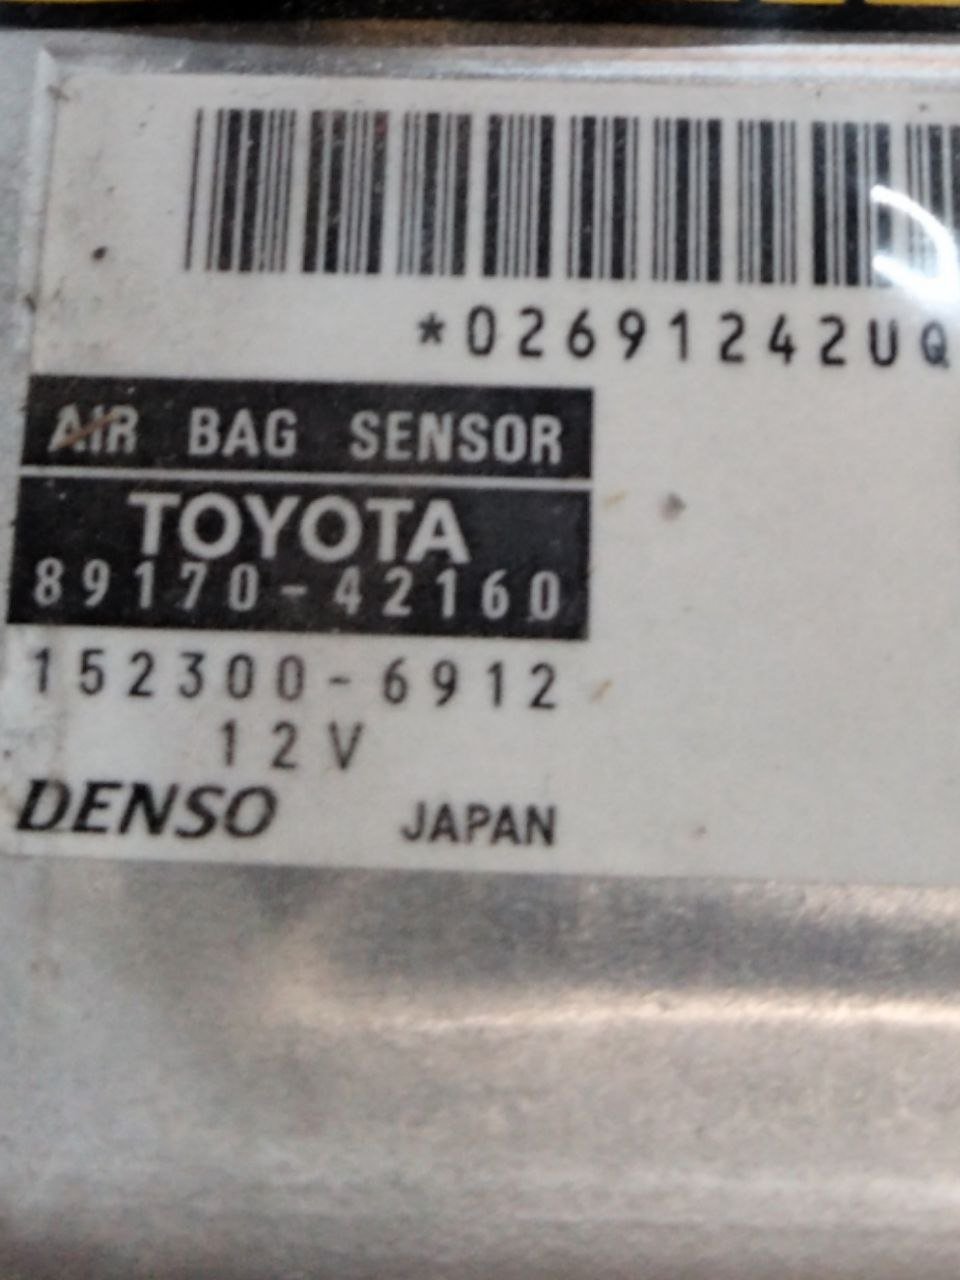 *02691242UQ
AIR BAG SENSOR
TOYOTA
89170-42160
152300-6912
12V
DENSO JAPAN